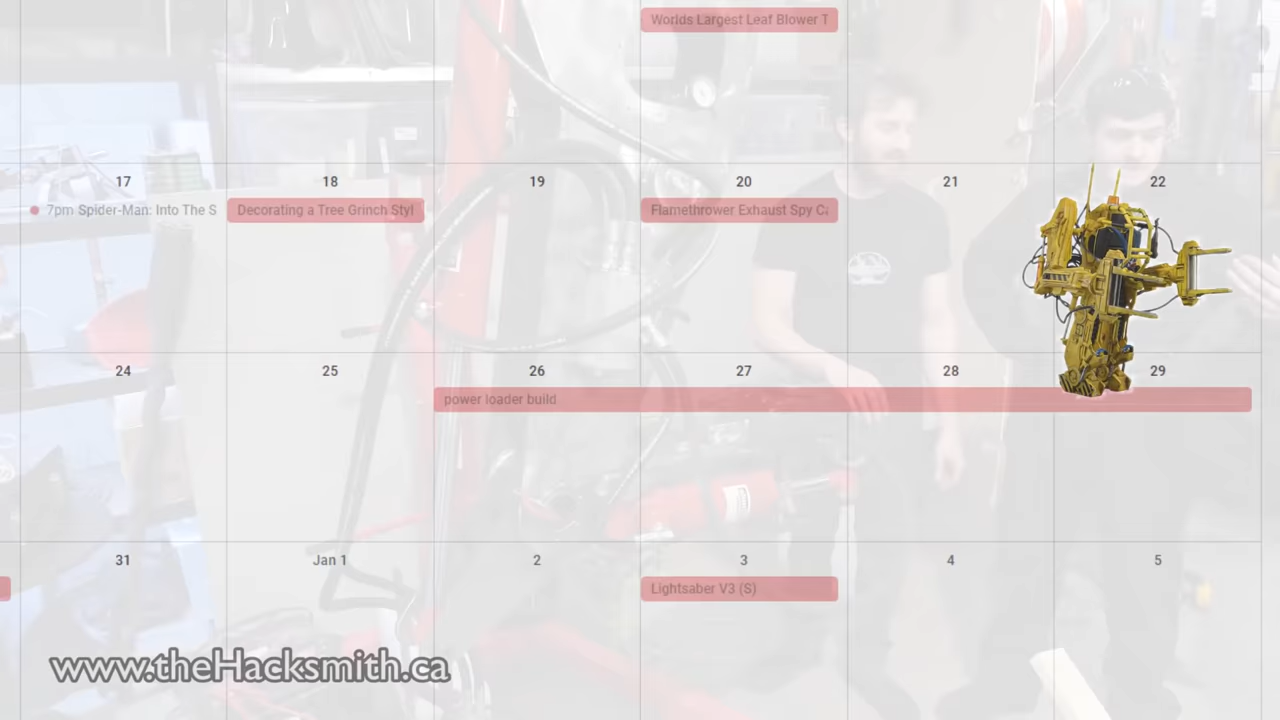 Worlds Largest Leaf Blower T
17 18 19 20 21 22
7pm Spider-Man: Into The S
Decorating a Tree Grinch Styl
Flamethrower Exhaust Spy Ca
24 25 26 27 28 29
power loader build
31 Jan 1 2 3 4 5
Lightsaber V3 (S)
www.theHacksmith.ca